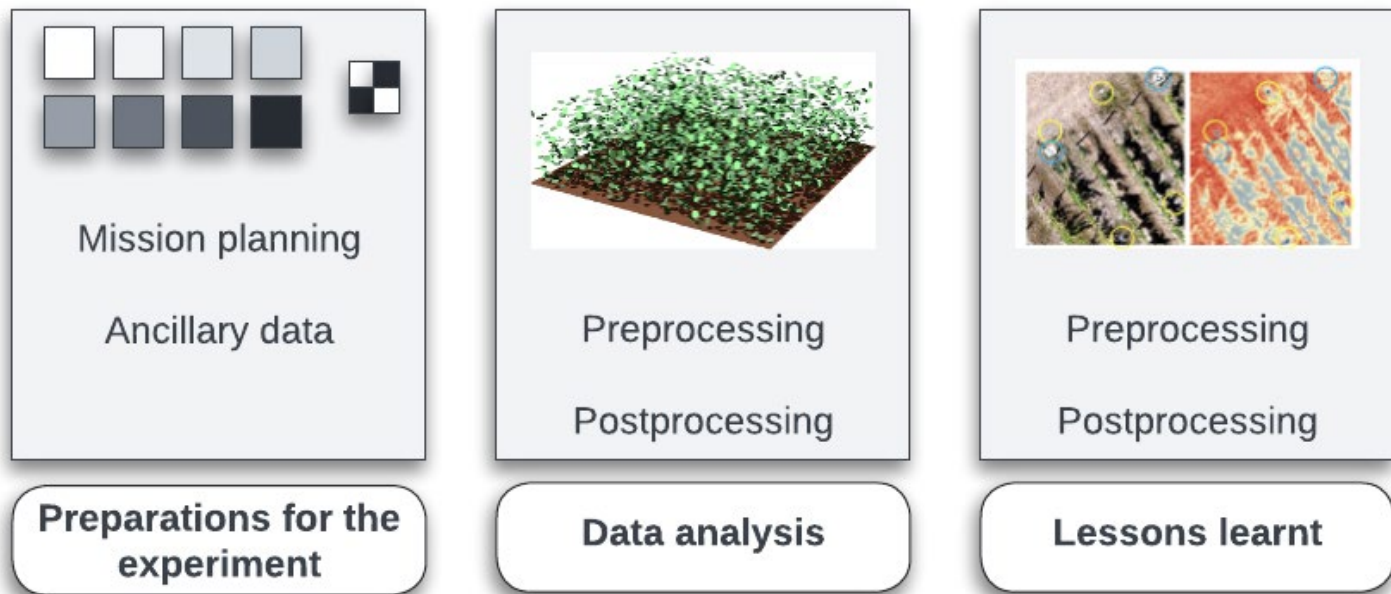 Mission planning
Ancillary data
Preparations for the
experiment
Preprocessing
Postprocessing
Data analysis
Preprocessing
Postprocessing
Lessons learnt